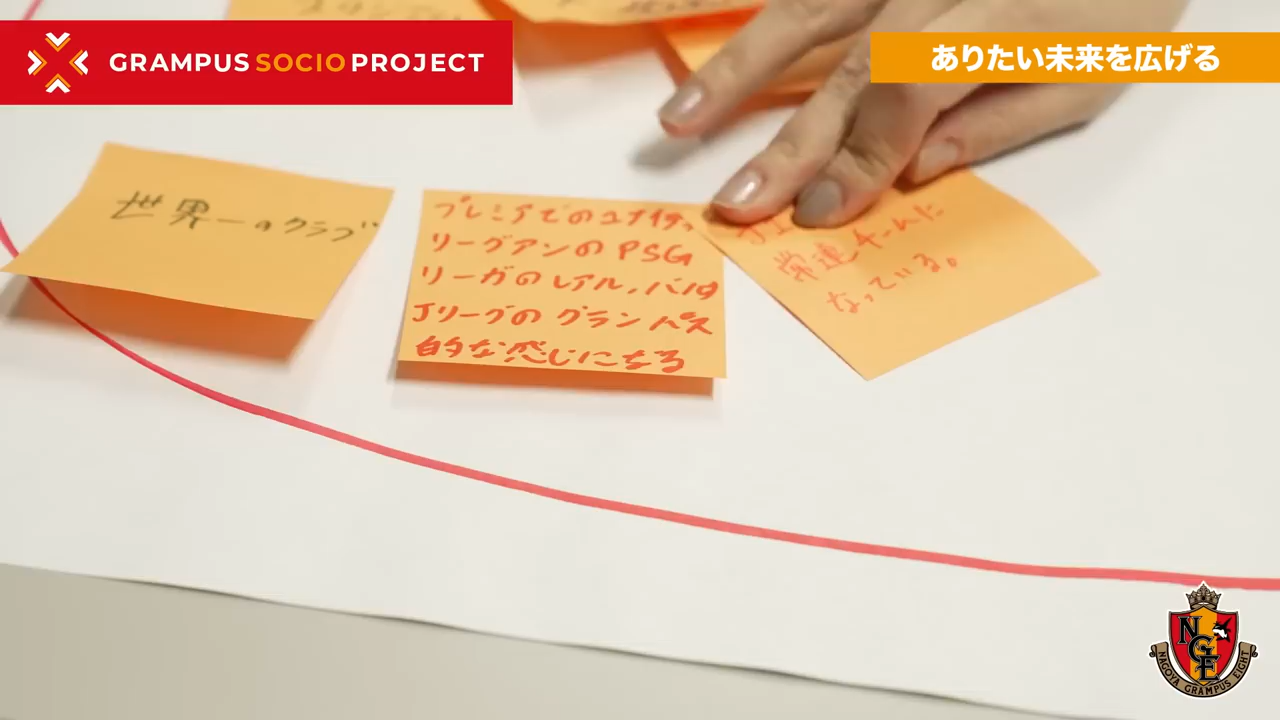 GRAMPUS SOCIO PROJECT
ありたい未来を広げる
世界一のクラブ
プレミアでのユナイテッ
リーグアンの PSG
リーガのレアル、バルサ
Jリーグの グランパス
的な感じになる
常連チームに
なっている。
NGE
NAGOYA GRAMPUS EIGHT